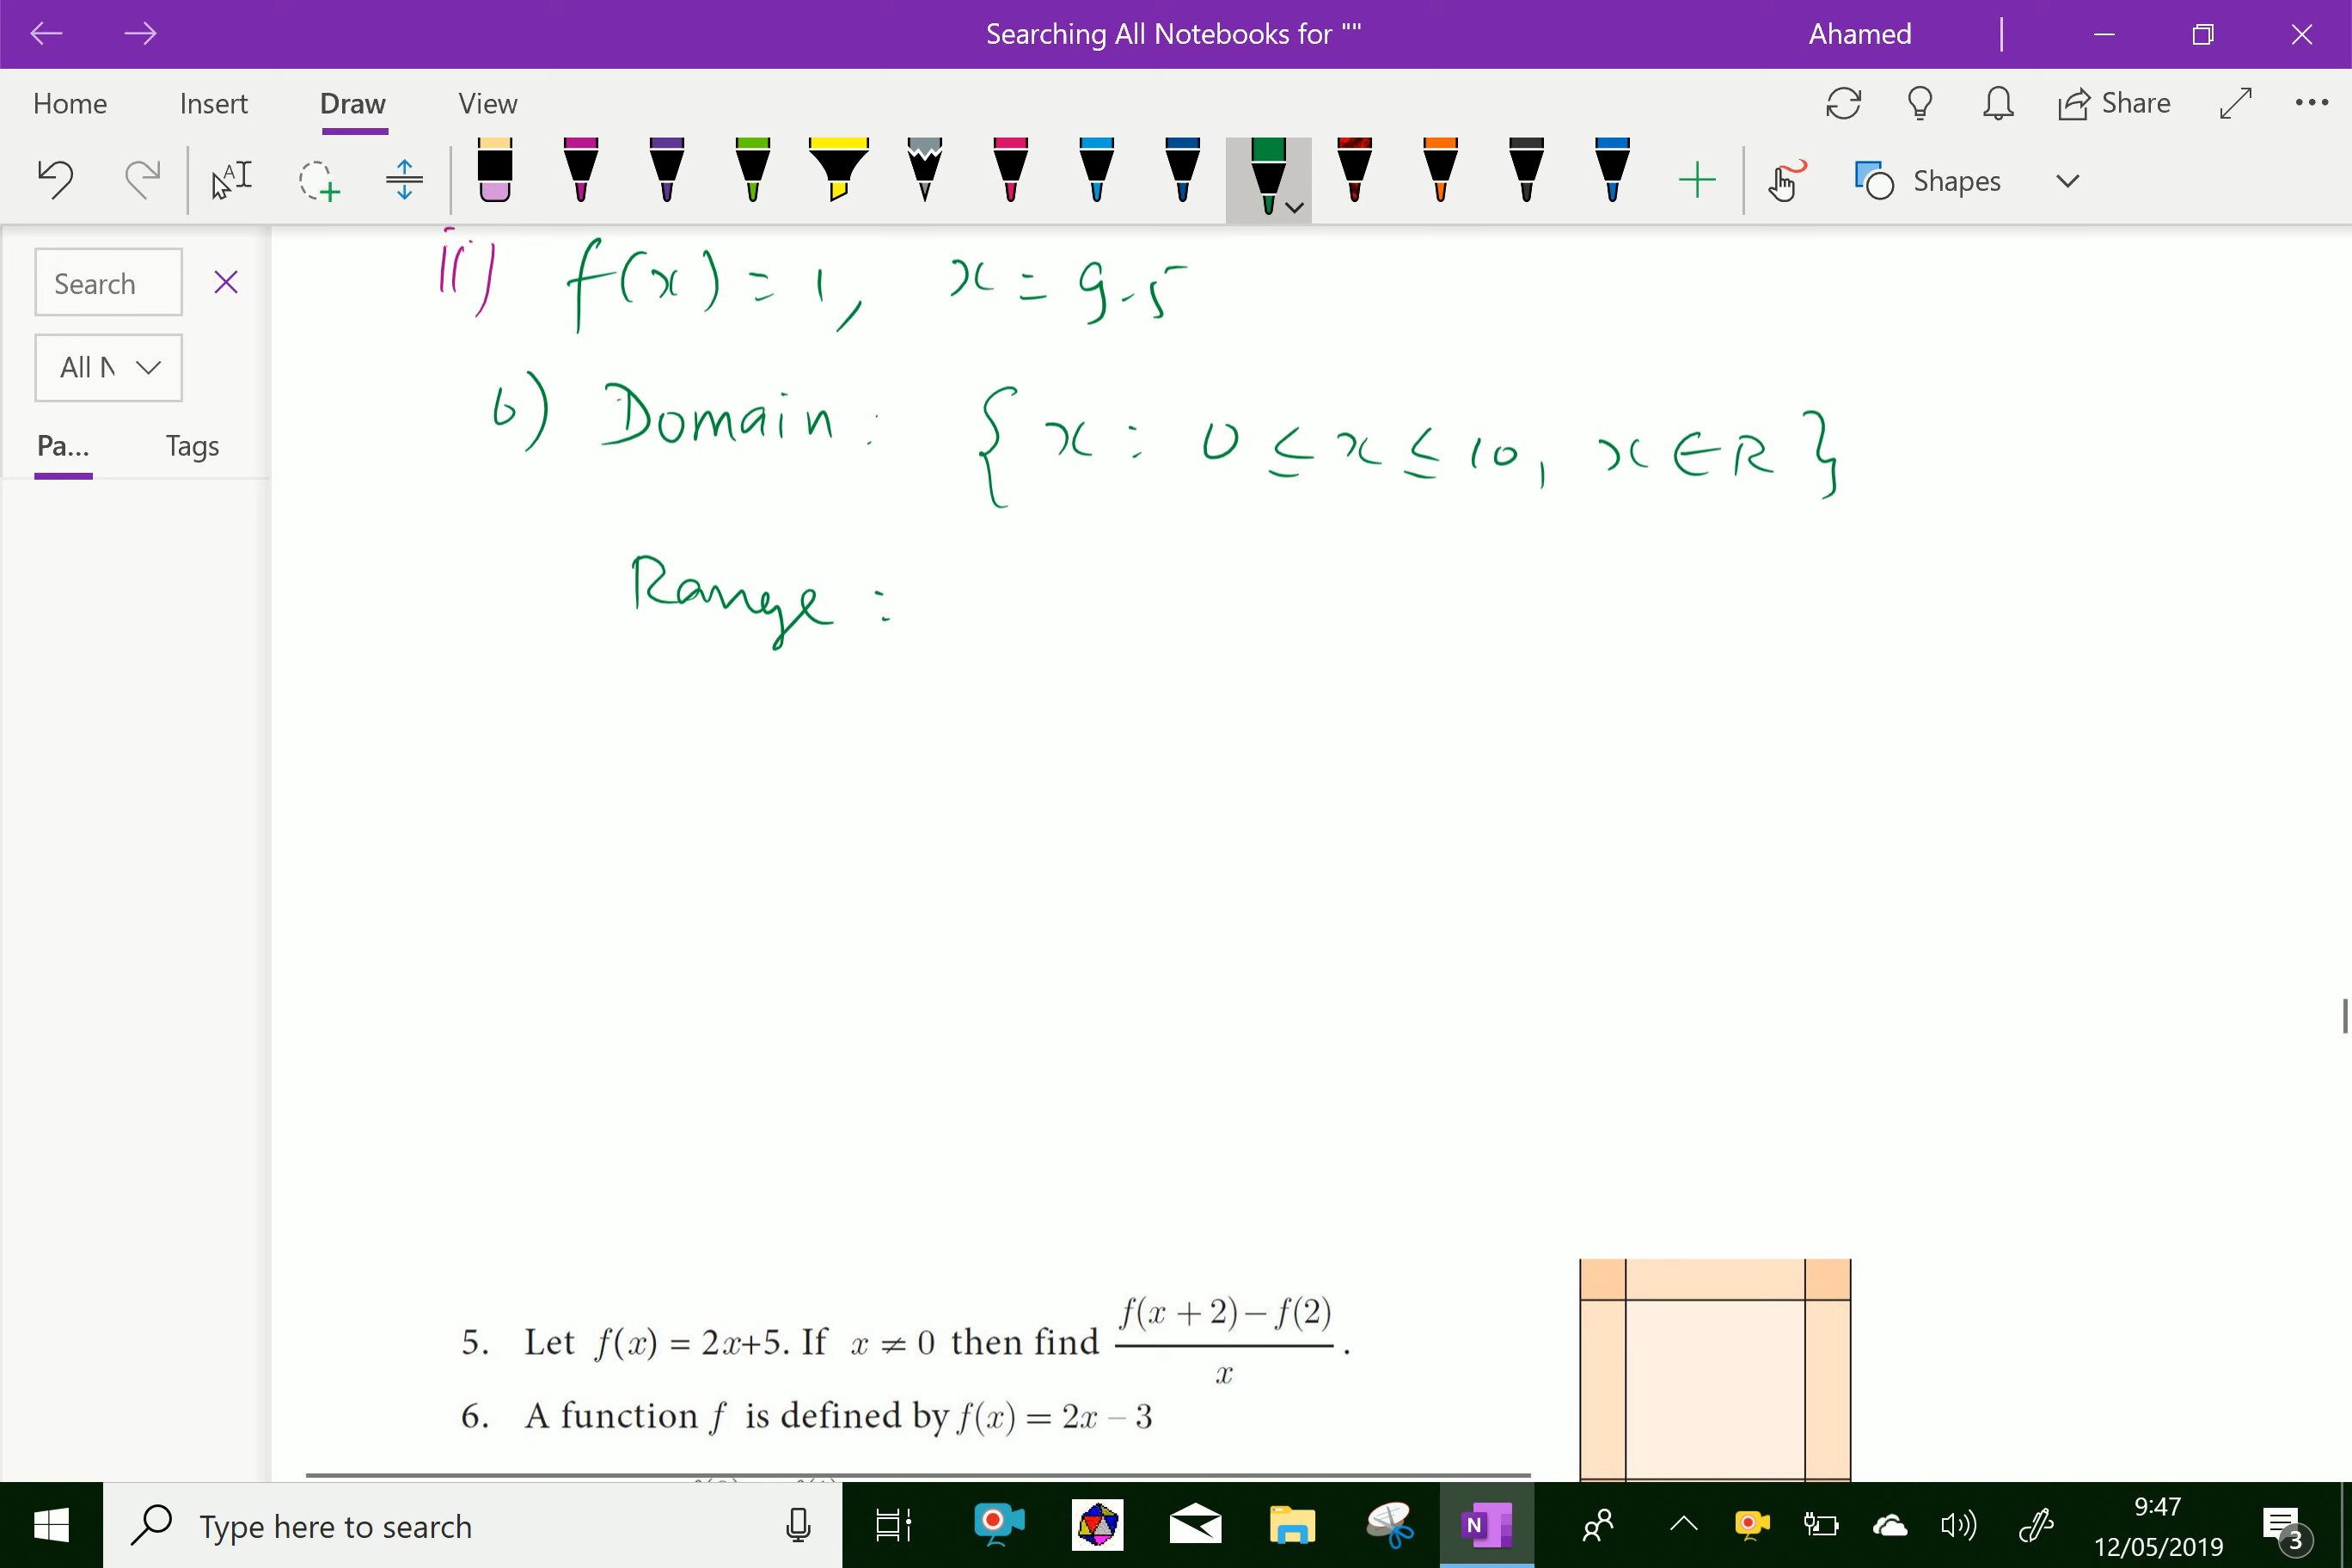 Searching All Notebooks for ""
Ahamed
Home Insert Draw View
Share
Shapes
Search
All N
Pa... Tags
ii) f(x) = 1, x = 9.5
b) Domain : { x : 0 ≤ x ≤ 10, x ∈ R }
Range :
5. Let f(x) = 2x+5. If x ≠ 0 then find f(x + 2) – f(2) / x .
6. A function f is defined by f(x) = 2x – 3
Type here to search
N
9:47
12/05/2019
3